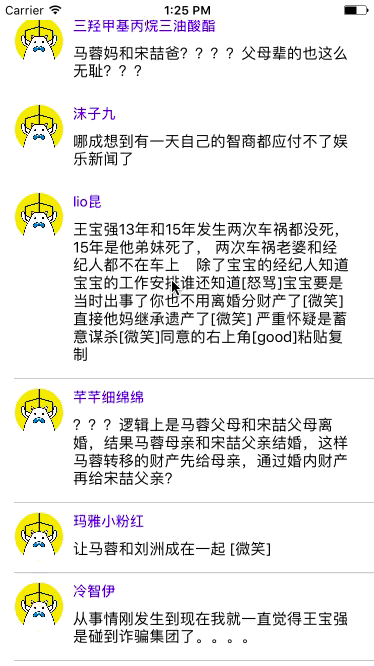 Carrier 1:25 PM
三羟甲基丙烷三油酸酯
马蓉妈和宋喆爸？？？？父母辈的也这么
无耻？？？
沫子九
哪成想到有一天自己的智商都应付不了娱
乐新闻了
lio昆
王宝强13年和15年发生两次车祸都没死，
15年是他弟妹死了， 两次车祸老婆和经
纪人都不在车上　除了宝宝的经纪人知道
宝宝的工作安排谁还知道[怒骂]宝宝要是
当时出事了你也不用离婚分财产了[微笑]
直接他妈继承遗产了[微笑] 严重怀疑是蓄
意谋杀[微笑]同意的右上角[good]粘贴复
制
芊芊细绵绵
？？？逻辑上是马蓉父母和宋喆父母离
婚，结果马蓉母亲和宋喆父亲结婚，这样
马蓉转移的财产先给母亲，通过婚内财产
再给宋喆父亲?
玛雅小粉红
让马蓉和刘洲成在一起 [微笑]
冷智伊
从事情刚发生到现在我就一直觉得王宝强
是碰到诈骗集团了。。。。